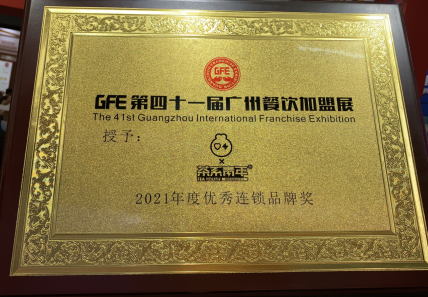 GFE
GFE 第四十一届广州餐饮加盟展
The 41st Guangzhou International Franchise Exhibition
授予:
×
2021年度优秀连锁品牌奖